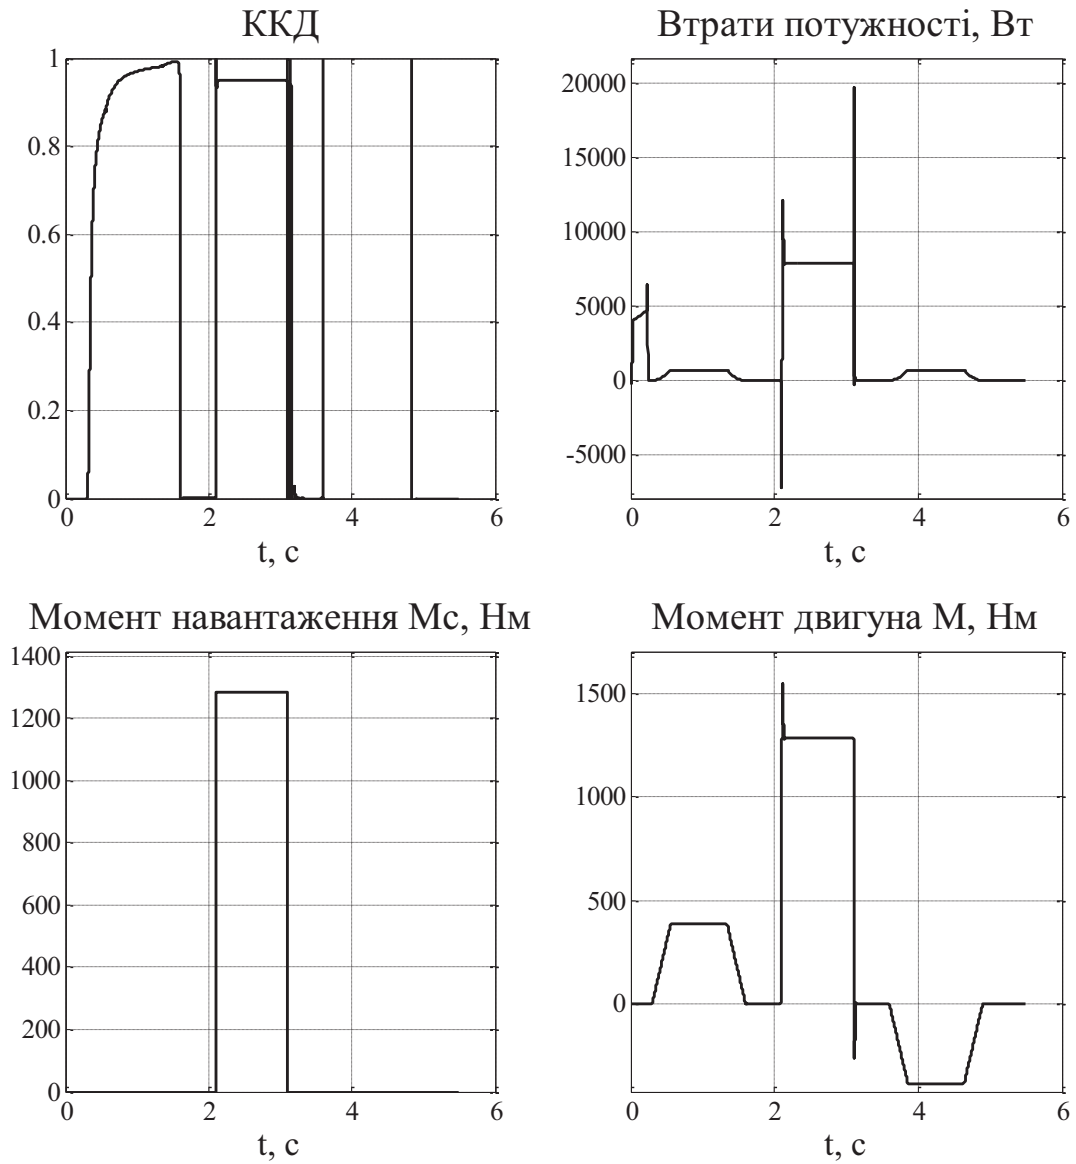 ККД
1
0.8
0.6
0.4
0.2
0
0 2 4 6
t, c
Втрати потужності, Вт
20000
15000
10000
5000
0
-5000
0 2 4 6
t, c
Момент навантаження Мс, Нм
1400
1200
1000
800
600
400
200
0
0 2 4 6
t, c
Момент двигуна М, Нм
1500
1000
500
0
0 2 4 6
t, c